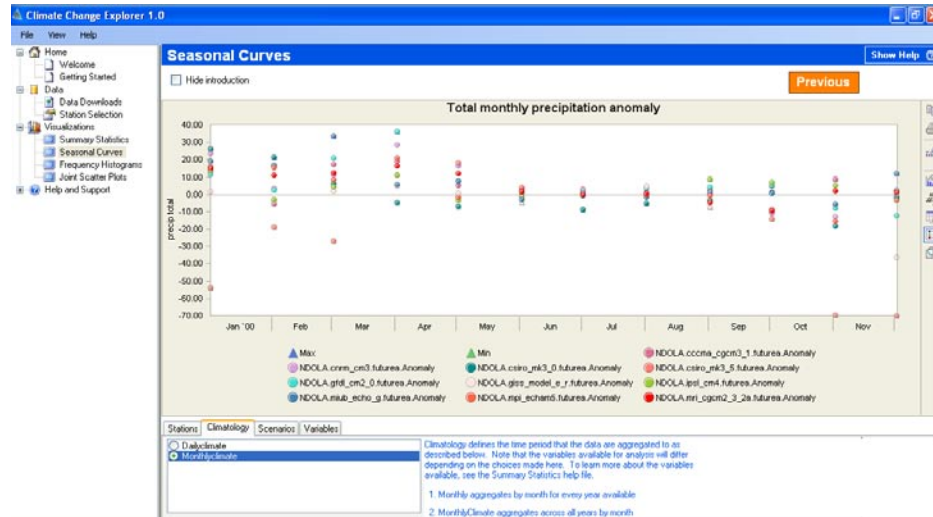 Climate Change Explorer 1.0
File View Help
Home
Welcome
Getting Started
Data
Data Downloads
Station Selection
Visualizations
Summary Statistics
Seasonal Curves
Frequency Histograms
Joint Scatter Plots
Help and Support
Seasonal Curves
Show Help
Hide introduction
Previous
Total monthly precipitation anomaly
40.00
30.00
20.00
10.00
0.00
-10.00
-20.00
-30.00
-40.00
-50.00
-60.00
-70.00
precip total
Jan '00 Feb Mar Apr May Jun Jul Aug Sep Oct Nov
Max Min NDOLA.cccma_cgcm3_1.futurea.Anomaly
NDOLA.cnrm_cm3.futurea.Anomaly NDOLA.csiro_mk3_0.futurea.Anomaly NDOLA.csiro_mk3_5.futurea.Anomaly
NDOLA.gfdl_cm2_0.futurea.Anomaly NDOLA.giss_model_e_r.futurea.Anomaly NDOLA.ipsl_cm4.futurea.Anomaly
NDOLA.miub_echo_g.futurea.Anomaly NDOLA.mpi_echam5.futurea.Anomaly NDOLA.mri_cgcm2_3_2a.futurea.Anomaly
Stations Climatology Scenarios Variables
Dailyclimate
Monthlyclimate
Climatology defines the time period that the data are aggregated to as
described below. Note that the variables available for analysis will differ
depending on the choices made here. To learn more about the variables
available, see the Summary Statistics help file.
1. Monthly aggregates by month for every year available
2. MonthlyClimate aggregates across all years by month